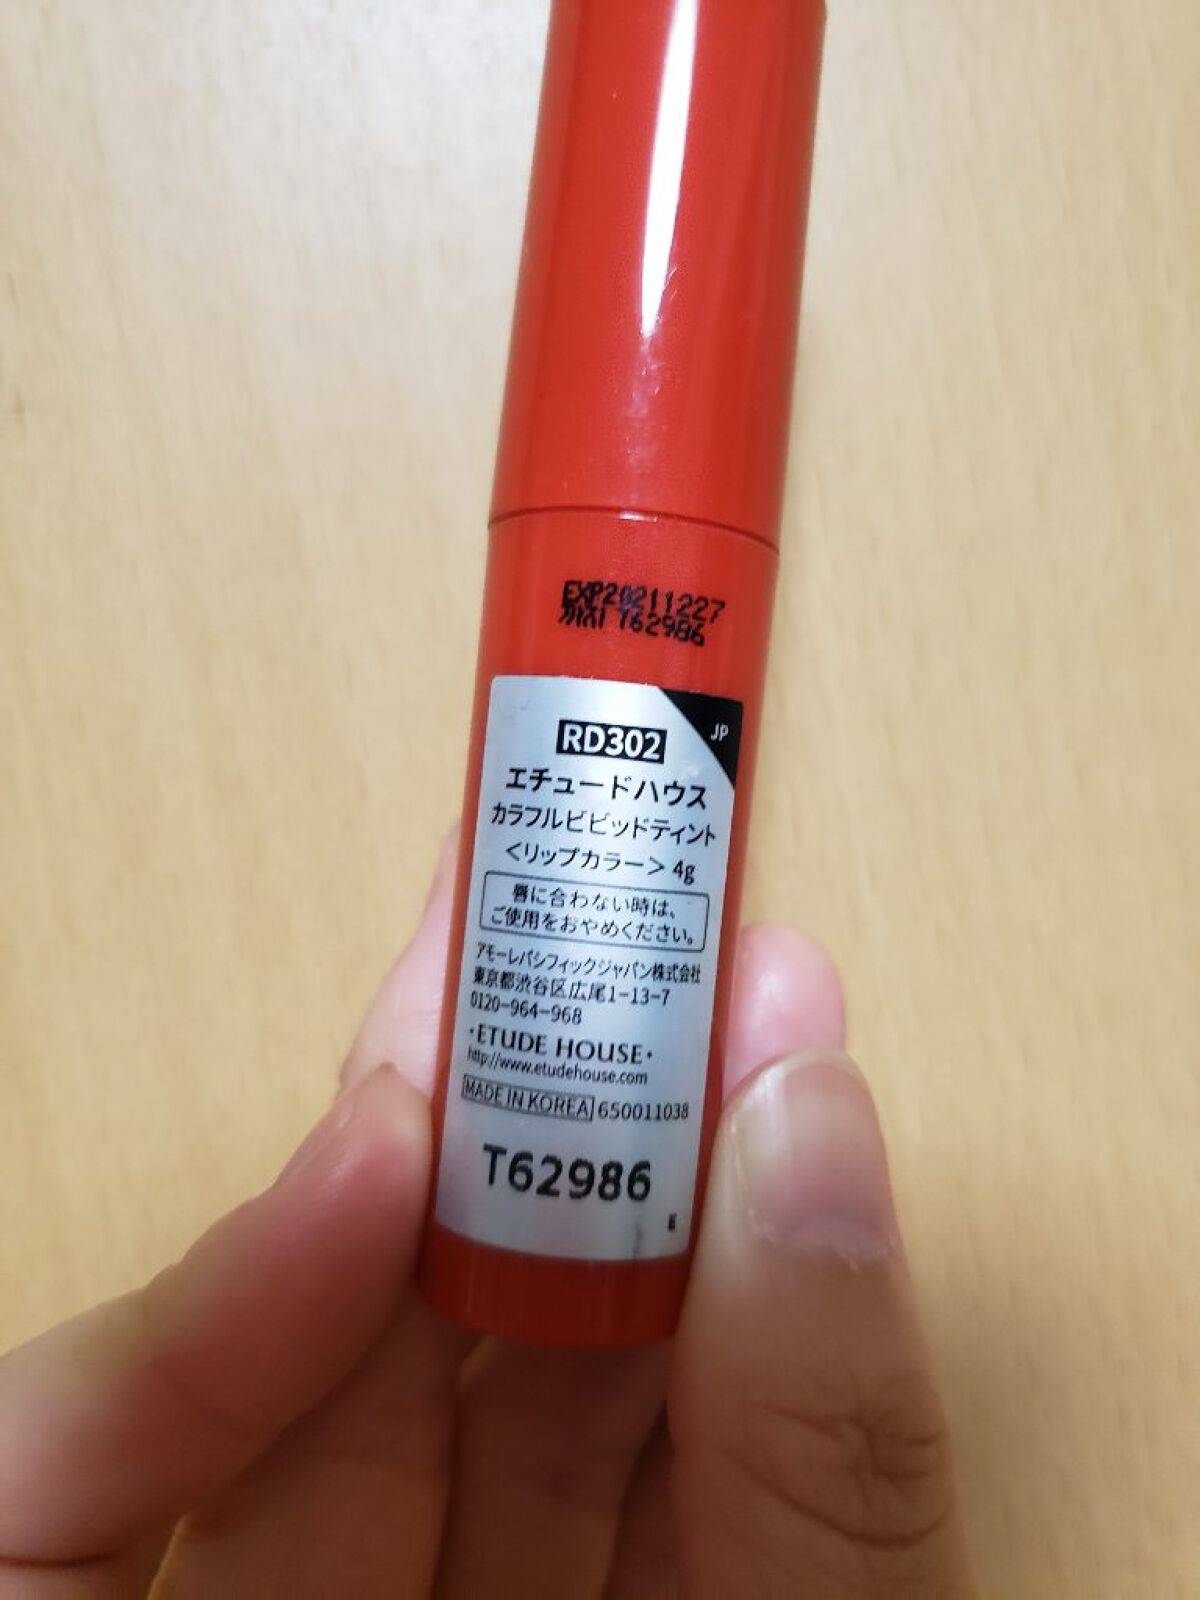 EXP20211227
까지 T62986
JP
RD302
エチュードハウス
カラフルビビッドティント
＜リップカラー＞ 4g
唇に合わない時は、
ご使用をおやめください。
アモーレパシフィックジャパン株式会社
東京都渋谷区広尾1-13-7
0120-964-968
·ETUDE HOUSE·
http://www.etudehouse.com
MADE IN KOREA 650011038
T62986